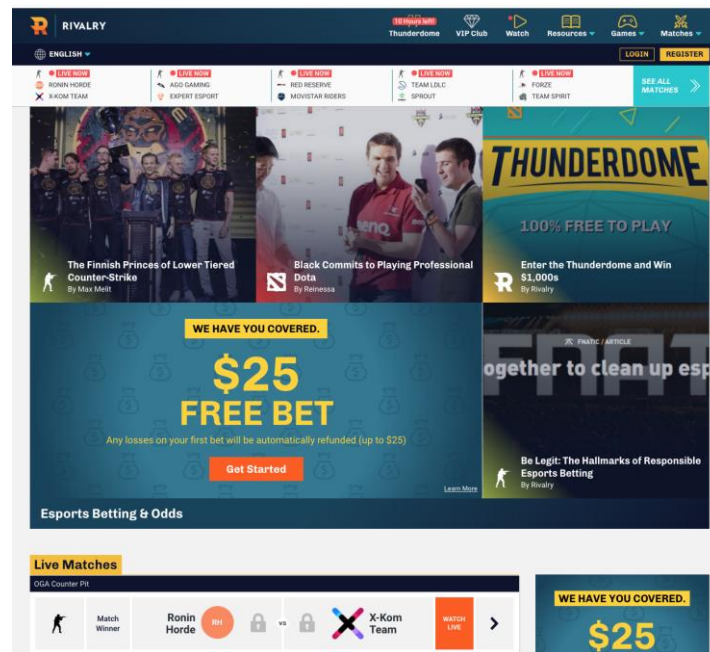 RIVALRY
10 Hours left!
Thunderdome
VIP Club
Watch
Resources
Games
Matches
ENGLISH
LOGIN
REGISTER
LIVE NOW
RONIN HORDE
X-KOM TEAM
LIVE NOW
AGO GAMING
EXPERT ESPORT
LIVE NOW
RED RESERVE
MOVISTAR RIDERS
LIVE NOW
TEAM LDLC
SPROUT
LIVE NOW
FORZE
TEAM SPIRIT
SEE ALL
MATCHES
The Finnish Princes of Lower Tiered
Counter-Strike
By Max Melit
BenQ
Black Commits to Playing Professional
Dota
By Reinessa
THUNDERDOME
100% FREE TO PLAY
Enter the Thunderdome and Win
$1,000s
By Rivalry
WE HAVE YOU COVERED.
$25
FREE BET
Any losses on your first bet will be automatically refunded (up to $25)
Get Started
Learn More
FNATIC / ARTICLE
FNAT
ogether to clean up esp
Be Legit: The Hallmarks of Responsible
Esports Betting
By Rivalry
Esports Betting & Odds
Live Matches
OGA Counter Pit
Match
Winner
Ronin
Horde
RH
vs
X-Kom
Team
WATCH
LIVE
WE HAVE YOU COVERED.
$25